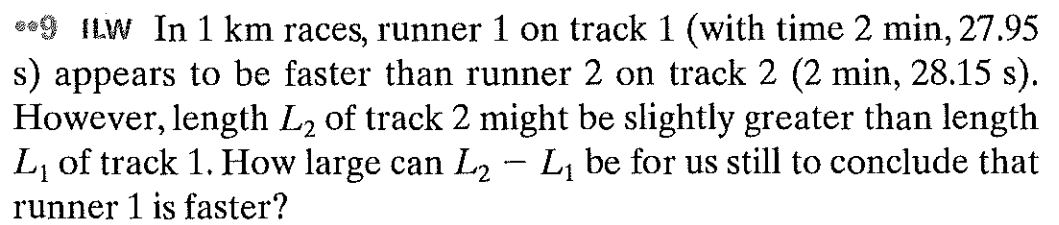 ••9 ILW In 1 km races, runner 1 on track 1 (with time 2 min, 27.95
s) appears to be faster than runner 2 on track 2 (2 min, 28.15 s).
However, length L₂ of track 2 might be slightly greater than length
L₁ of track 1. How large can L₂ − L₁ be for us still to conclude that
runner 1 is faster?